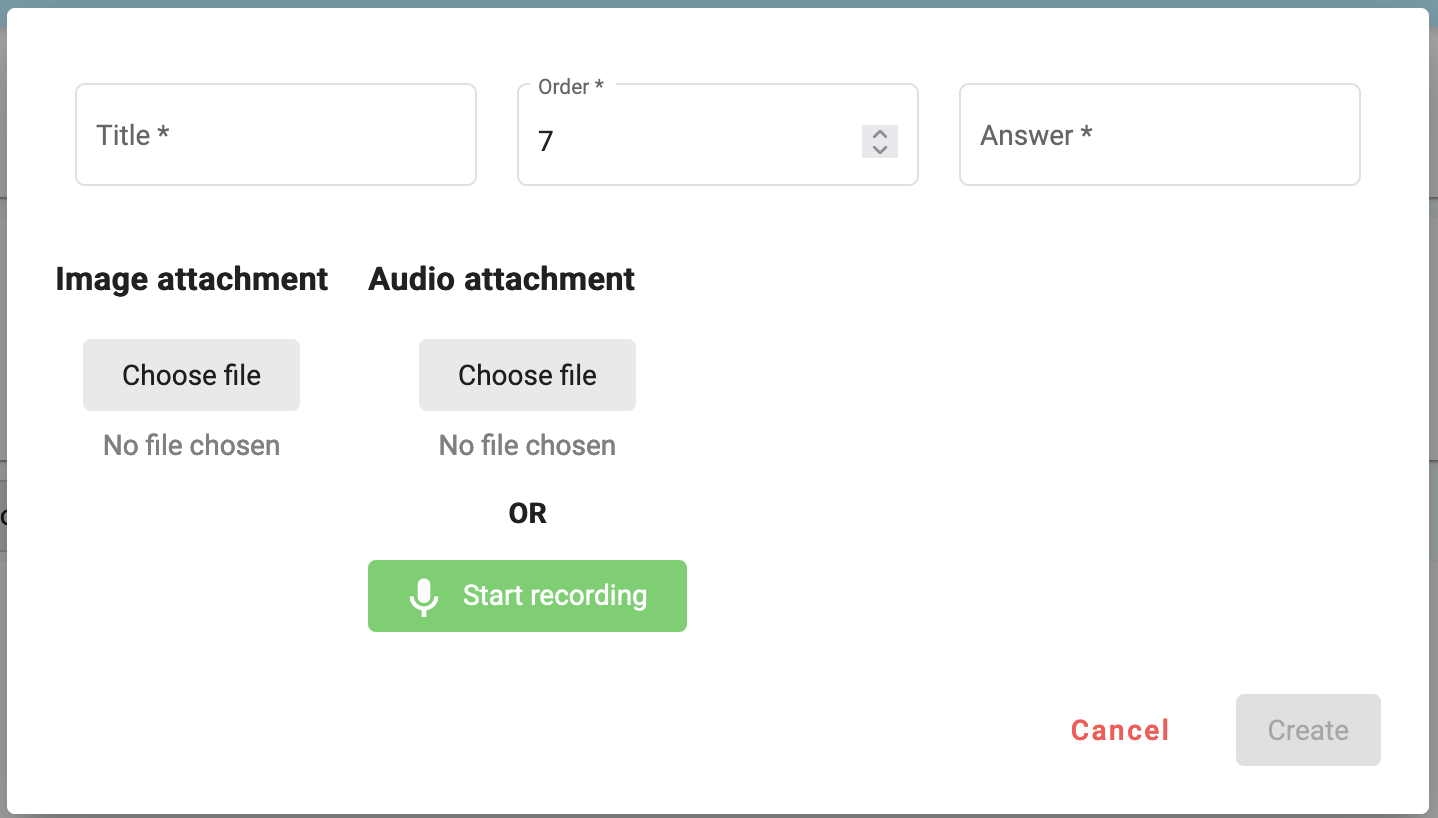 Order *
Title *
7
Answer *
Image attachment
Audio attachment
Choose file
Choose file
No file chosen
No file chosen
OR
Start recording
Cancel
Create